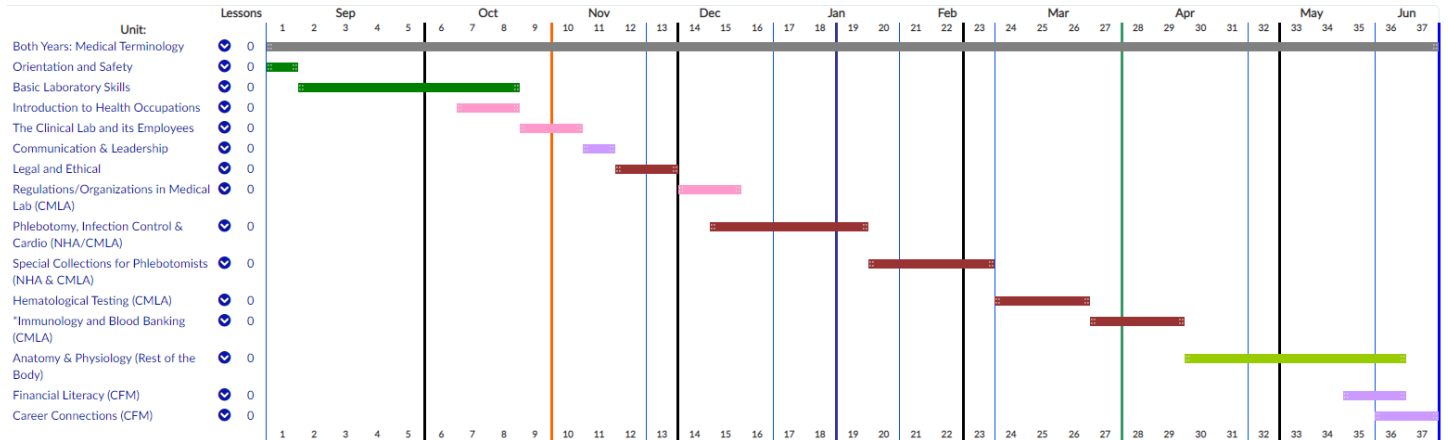 Lessons Sep Oct Nov Dec Jan Feb Mar Apr May Jun
Unit: 1 2 3 4 5 6 7 8 9 10 11 12 13 14 15 16 17 18 19 20 21 22 23 24 25 26 27 28 29 30 31 32 33 34 35 36 37
Both Years: Medical Terminology 0
Orientation and Safety 0
Basic Laboratory Skills 0
Introduction to Health Occupations 0
The Clinical Lab and its Employees 0
Communication & Leadership 0
Legal and Ethical 0
Regulations/Organizations in Medical 0
Lab (CMLA)
Phlebotomy, Infection Control & 0
Cardio (NHA/CMLA)
Special Collections for Phlebotomists 0
(NHA & CMLA)
Hematological Testing (CMLA) 0
"Immunology and Blood Banking 0
(CMLA)
Anatomy & Physiology (Rest of the 0
Body)
Financial Literacy (CFM) 0
Career Connections (CFM) 0
1 2 3 4 5 6 7 8 9 10 11 12 13 14 15 16 17 18 19 20 21 22 23 24 25 26 27 28 29 30 31 32 33 34 35 36 37